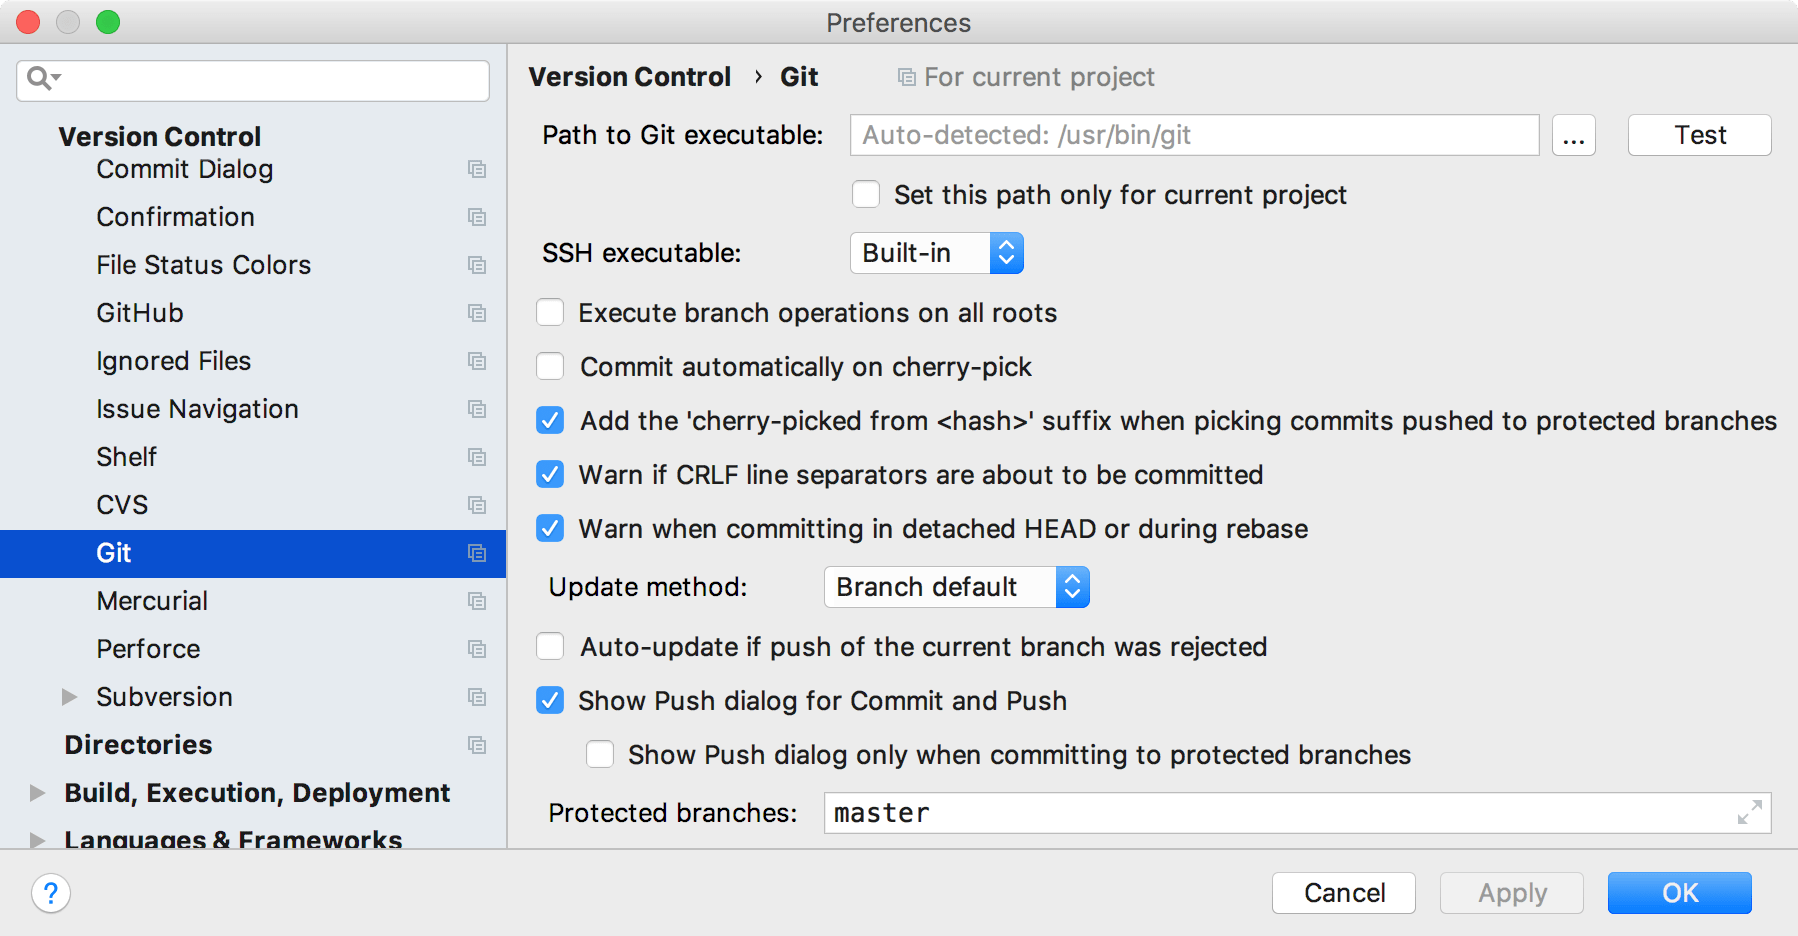 Preferences
Version Control › Git For current project
Version Control
Commit Dialog
Confirmation
File Status Colors
GitHub
Ignored Files
Issue Navigation
Shelf
CVS
Git
Mercurial
Perforce
Subversion
Directories
Build, Execution, Deployment
Languages & Frameworks
Path to Git executable: Auto-detected: /usr/bin/git ... Test
Set this path only for current project
SSH executable: Built-in
Execute branch operations on all roots
Commit automatically on cherry-pick
Add the 'cherry-picked from <hash>' suffix when picking commits pushed to protected branches
Warn if CRLF line separators are about to be committed
Warn when committing in detached HEAD or during rebase
Update method: Branch default
Auto-update if push of the current branch was rejected
Show Push dialog for Commit and Push
Show Push dialog only when committing to protected branches
Protected branches: master
? Cancel Apply OK